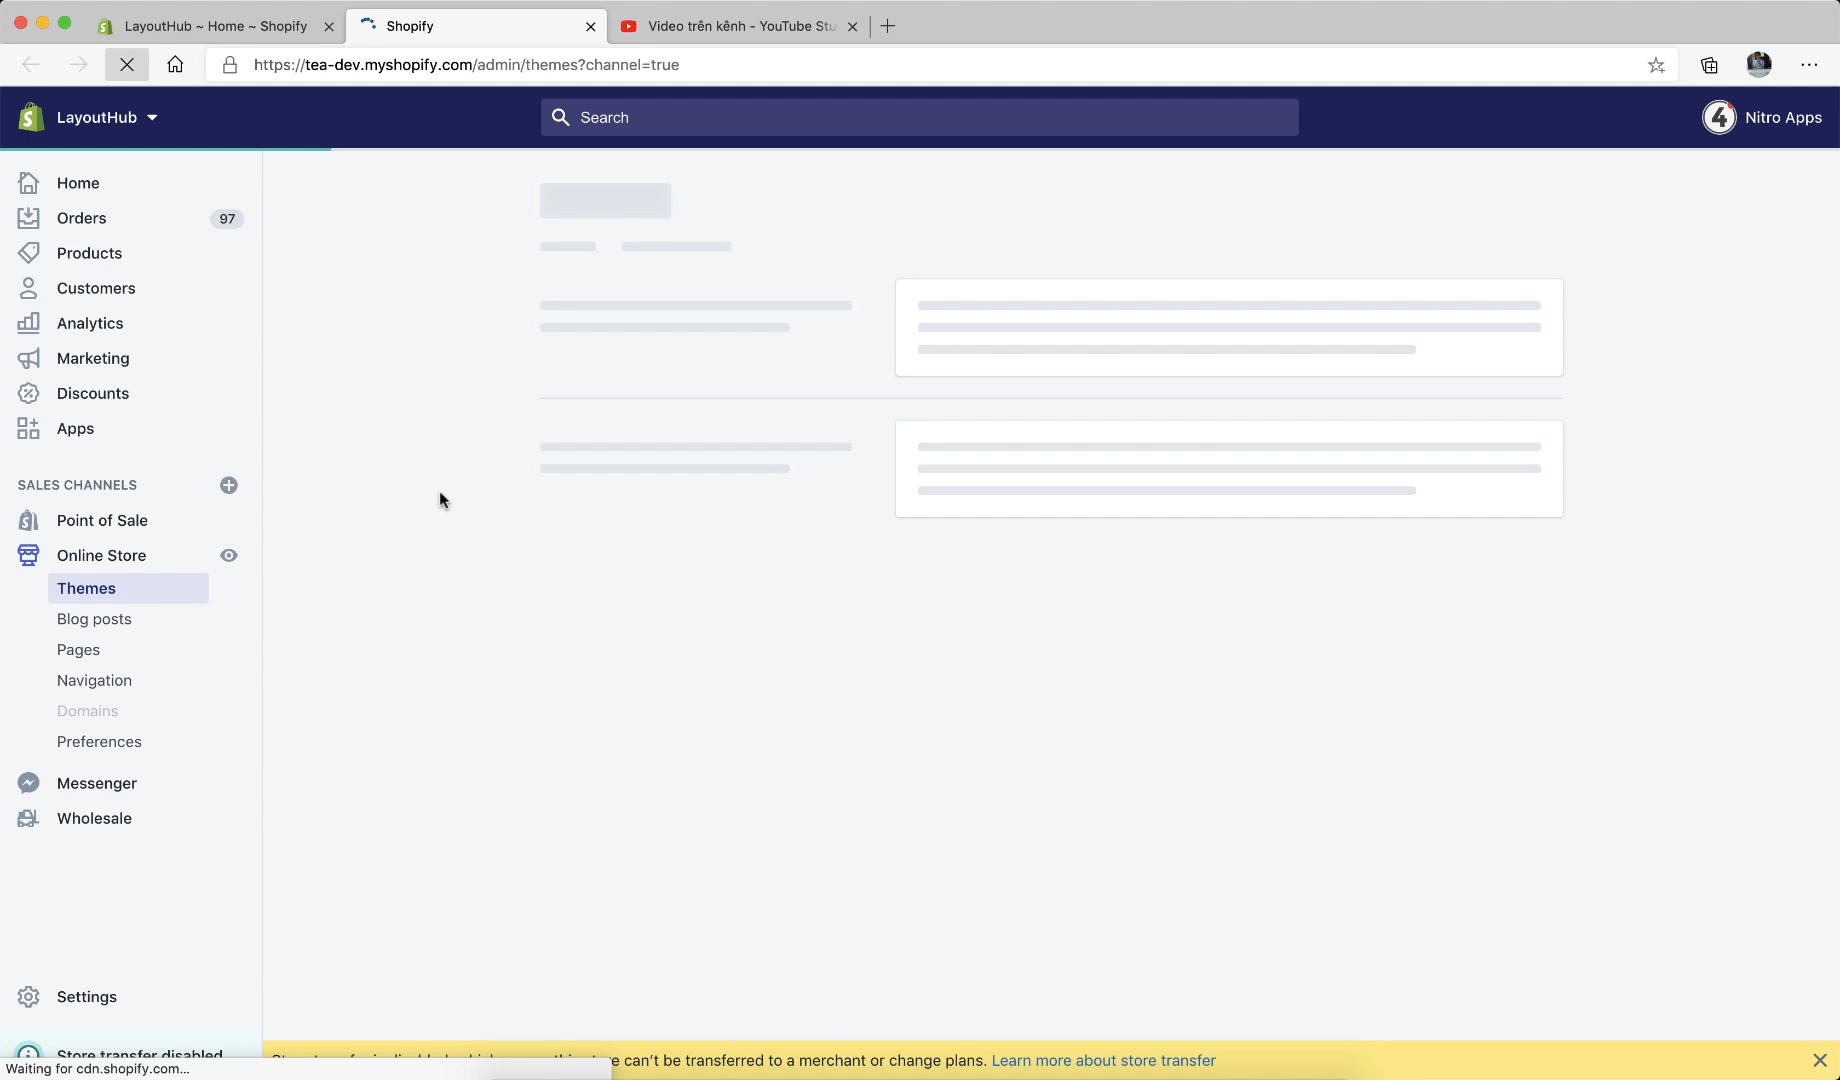 LayoutHub ~ Home ~ Shopify
Shopify
Video trên kênh - YouTube Stu
https://tea-dev.myshopify.com/admin/themes?channel=true
LayoutHub
Search
4
Nitro Apps
Home
Orders
97
Products
Customers
Analytics
Marketing
Discounts
Apps
SALES CHANNELS
Point of Sale
Online Store
Themes
Blog posts
Pages
Navigation
Domains
Preferences
Messenger
Wholesale
Settings
Store transfer disabled
can't be transferred to a merchant or change plans. Learn more about store transfer
Waiting for cdn.shopify.com...